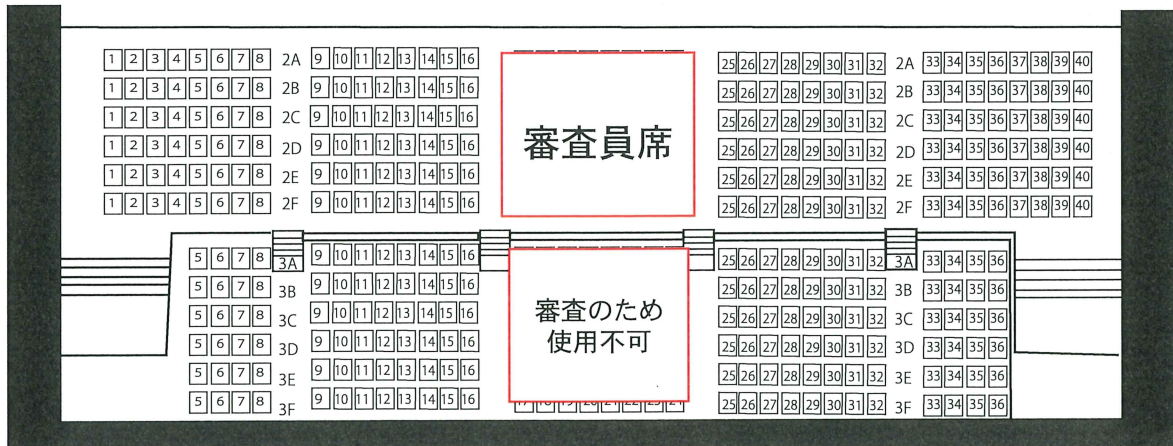 1 2 3 4 5 6 7 8 2A 9 10 11 12 13 14 15 16 25 26 27 28 29 30 31 32 2A 33 34 35 36 37 38 39 40
1 2 3 4 5 6 7 8 2B 9 10 11 12 13 14 15 16 25 26 27 28 29 30 31 32 2B 33 34 35 36 37 38 39 40
1 2 3 4 5 6 7 8 2C 9 10 11 12 13 14 15 16 25 26 27 28 29 30 31 32 2C 33 34 35 36 37 38 39 40
審査員席
1 2 3 4 5 6 7 8 2D 9 10 11 12 13 14 15 16 25 26 27 28 29 30 31 32 2D 33 34 35 36 37 38 39 40
1 2 3 4 5 6 7 8 2E 9 10 11 12 13 14 15 16 25 26 27 28 29 30 31 32 2E 33 34 35 36 37 38 39 40
1 2 3 4 5 6 7 8 2F 9 10 11 12 13 14 15 16 25 26 27 28 29 30 31 32 2F 33 34 35 36 37 38 39 40
5 6 7 8 3A 9 10 11 12 13 14 15 16 25 26 27 28 29 30 31 32 3A 33 34 35 36
5 6 7 8 3B 9 10 11 12 13 14 15 16 25 26 27 28 29 30 31 32 3B 33 34 35 36
5 6 7 8 3C 9 10 11 12 13 14 15 16 審査のため 25 26 27 28 29 30 31 32 3C 33 34 35 36
5 6 7 8 3D 9 10 11 12 13 14 15 16 使用不可 25 26 27 28 29 30 31 32 3D 33 34 35 36
5 6 7 8 3E 9 10 11 12 13 14 15 16 25 26 27 28 29 30 31 32 3E 33 34 35 36
5 6 7 8 3F 9 10 11 12 13 14 15 16 25 26 27 28 29 30 31 32 3F 33 34 35 36